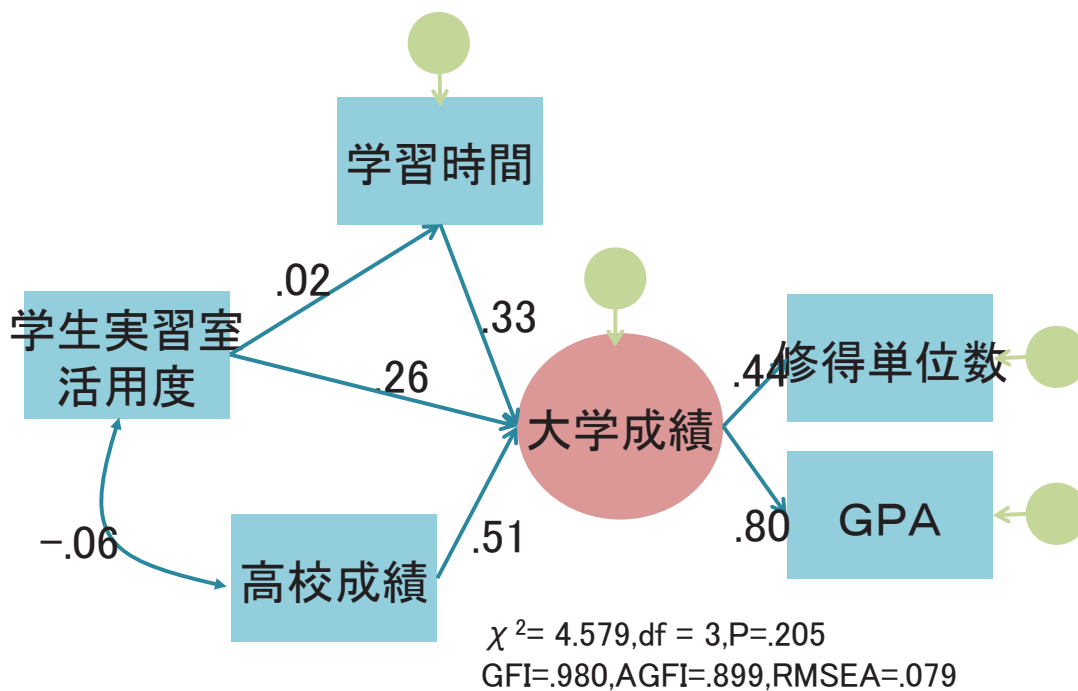 学習時間
.02
.33
学生実習室
活用度
.26
大学成績
.44
修得単位数
.80
GPA
-.06
高校成績
.51
χ²= 4.579,df = 3,P=.205
GFI=.980,AGFI=.899,RMSEA=.079